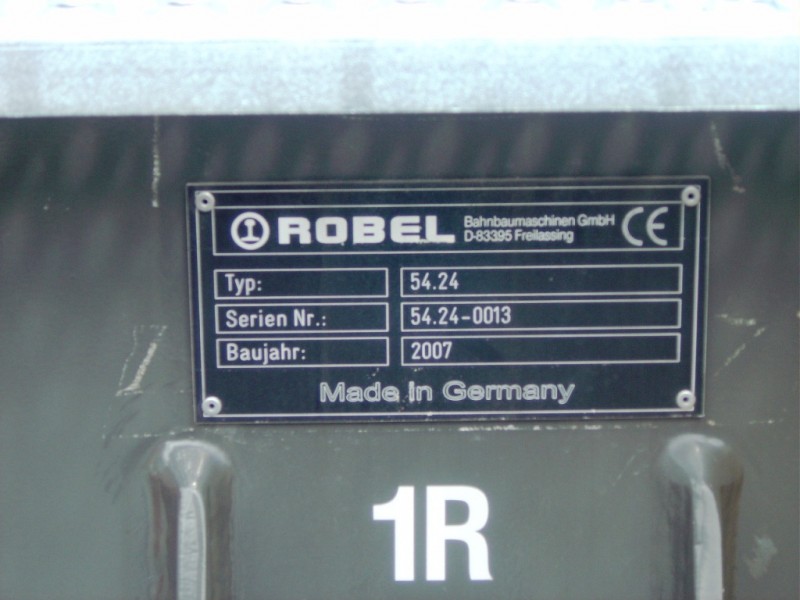 ROBEL Bahnbaumaschinen GmbH
D-83395 Freilassing CE
Typ: 54.24
Serien Nr.: 54.24-0013
Baujahr: 2007
Made in Germany
1R